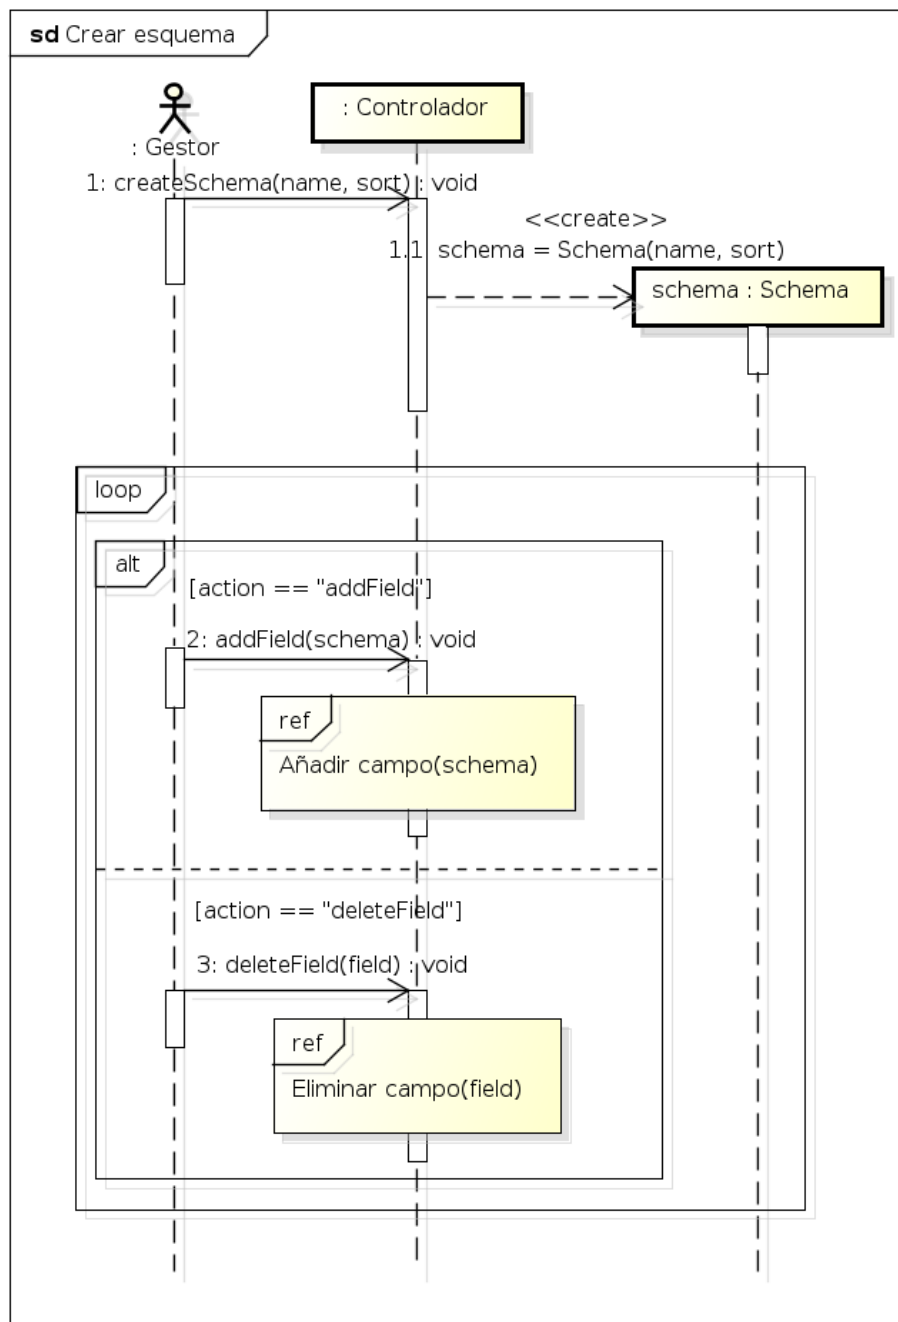 sd Crear esquema
: Gestor
: Controlador
1: createSchema(name, sort) : void
<<create>>
1.1 schema = Schema(name, sort)
schema : Schema
loop
alt
[action == "addField"]
2: addField(schema) : void
ref
Añadir campo(schema)
[action == "deleteField"]
3: deleteField(field) : void
ref
Eliminar campo(field)